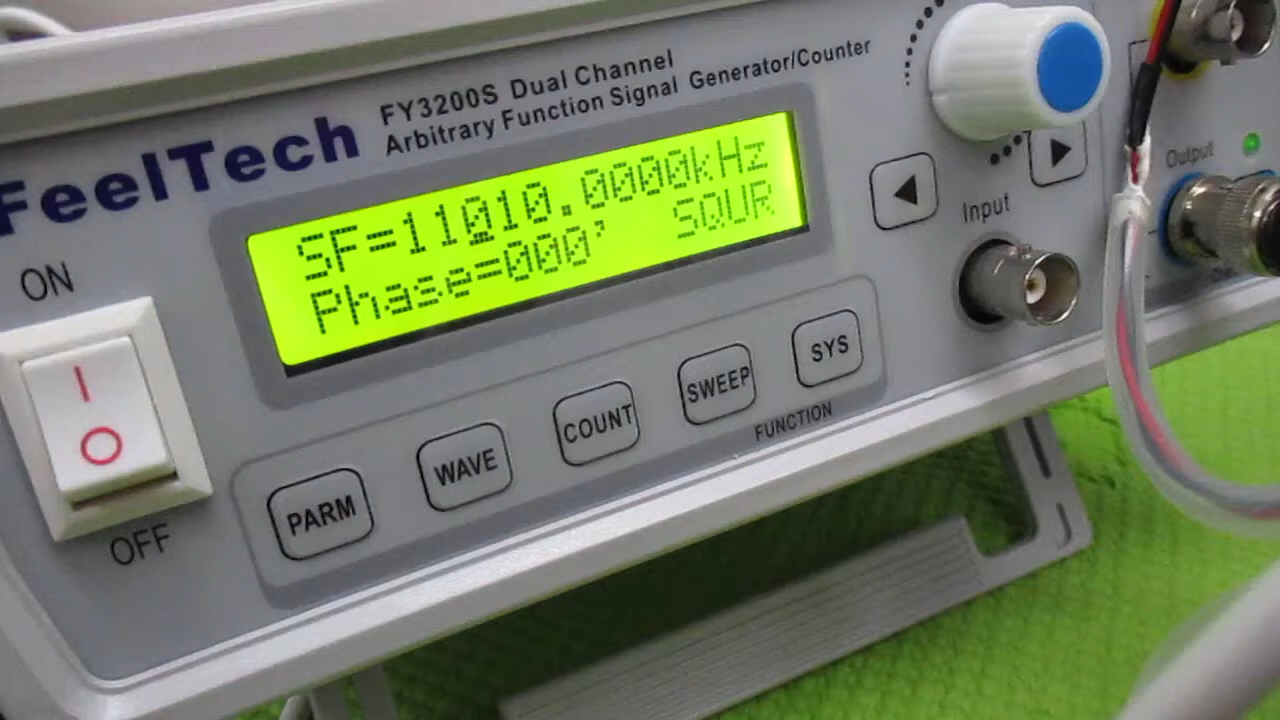 FeelTech
FY3200S Dual Channel
Arbitrary Function Signal Generator/Counter
SF=11010.0000kHz
Phase=000' SQUR
ON
I
O
OFF
PARM
WAVE
COUNT
SWEEP
SYS
FUNCTION
Input
Output